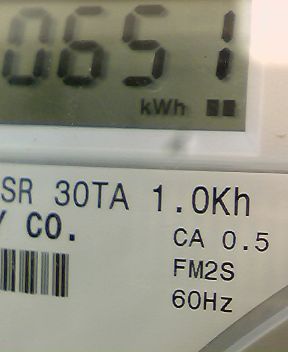 0651
kWh
SR 30TA 1.0Kh
Y CO.
CA 0.5
FM2S
60Hz